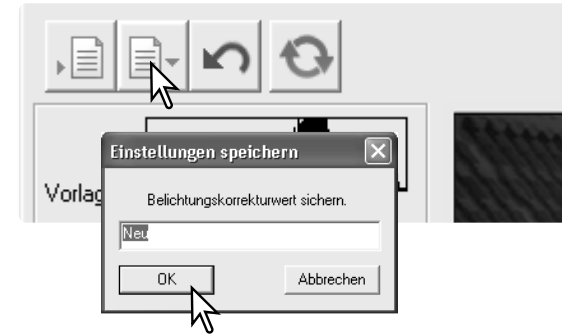 Einstellungen speichern
Vorlag
Belichtungskorrekturwert sichern.
Neu
OK
Abbrechen